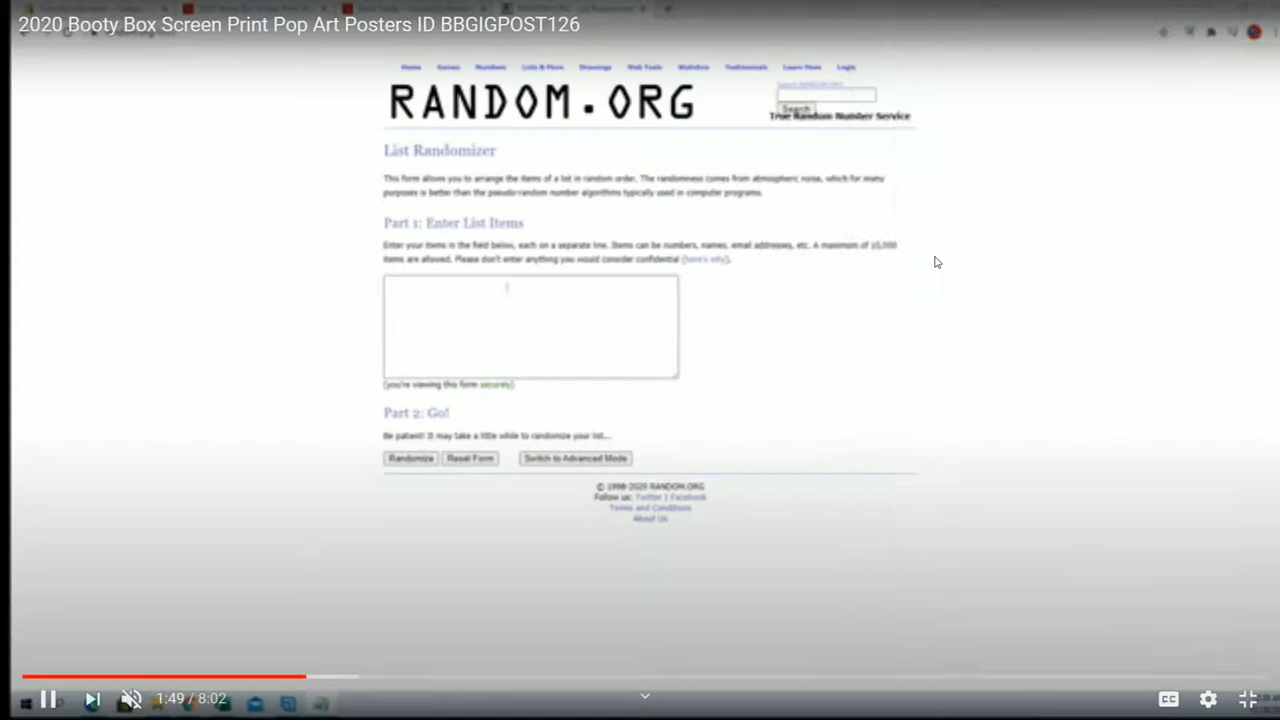 2020 Booty Box Screen Print Pop Art Posters ID BBGIGPOST126
Home Games Numbers Lists & More Drawings Web Tools Statistics Testimonials Learn More Login
Search RANDOM.ORG
RANDOM.ORG
Search
True Random Number Service
List Randomizer
This form allows you to arrange the items of a list in random order. The randomness comes from atmospheric noise, which for many
purposes is better than the pseudo-random number algorithms typically used in computer programs.
Part 1: Enter List Items
Enter your items in the field below, each on a separate line. Items can be numbers, names, email addresses, etc. A maximum of 10,000
items are allowed. Please don't enter anything you would consider confidential (here's why).
(you're viewing this form securely)
Part 2: Go!
Be patient! It may take a little while to randomize your list...
Randomize Reset Form Switch to Advanced Mode
© 1998-2020 RANDOM.ORG
Follow us: Twitter | Facebook
Terms and Conditions
About Us
1:49 / 8:02
CC